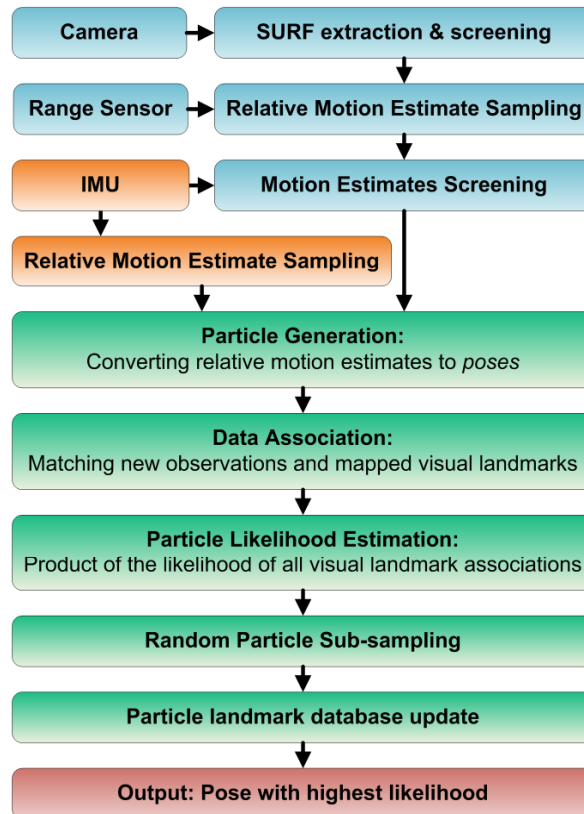 Camera
SURF extraction & screening
Range Sensor
Relative Motion Estimate Sampling
IMU
Motion Estimates Screening
Relative Motion Estimate Sampling
Particle Generation:
Converting relative motion estimates to poses
Data Association:
Matching new observations and mapped visual landmarks
Particle Likelihood Estimation:
Product of the likelihood of all visual landmark associations
Random Particle Sub-sampling
Particle landmark database update
Output: Pose with highest likelihood